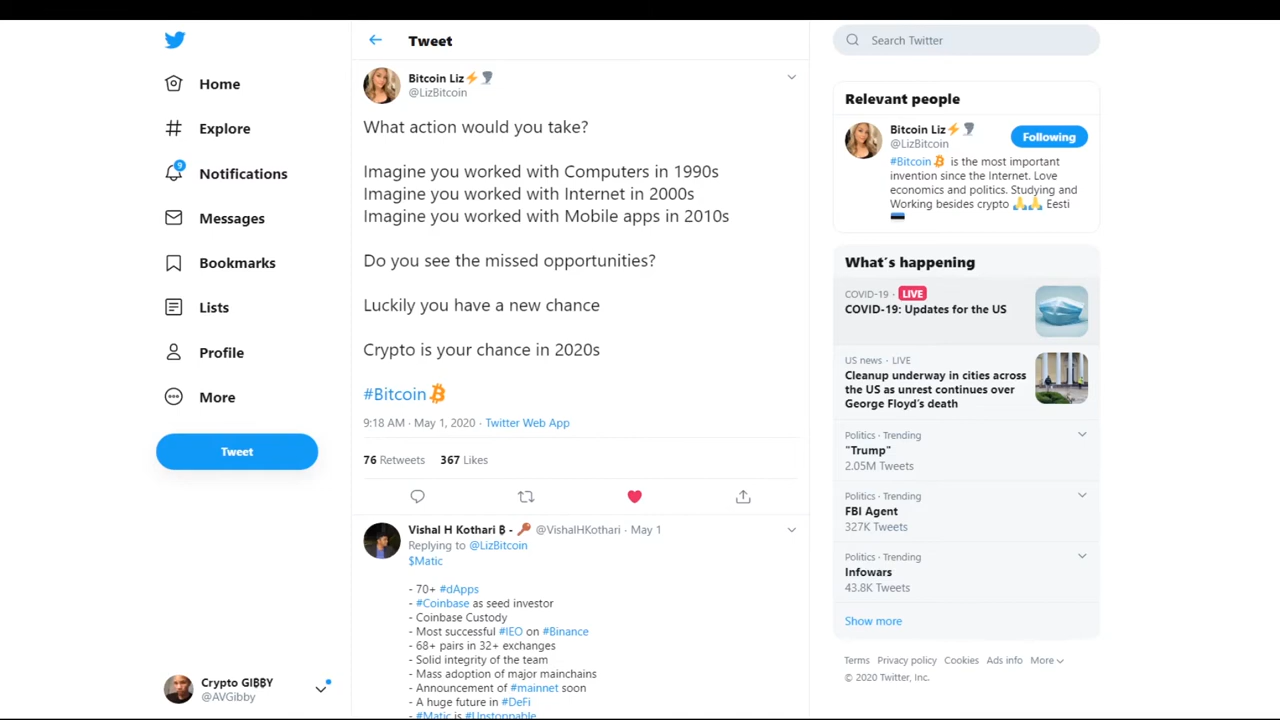 Home
Explore
9
Notifications
Messages
Bookmarks
Lists
Profile
More
Tweet
Crypto GIBBY
@AVGibby
Tweet
Bitcoin Liz⚡🌪
@LizBitcoin
What action would you take?
Imagine you worked with Computers in 1990s
Imagine you worked with Internet in 2000s
Imagine you worked with Mobile apps in 2010s
Do you see the missed opportunities?
Luckily you have a new chance
Crypto is your chance in 2020s
#Bitcoin₿
9:18 AM · May 1, 2020 · Twitter Web App
76 Retweets 367 Likes
Vishal H Kothari ₿ - 🔑 @VishalHKothari · May 1
Replying to @LizBitcoin
$Matic
- 70+ #dApps
- #Coinbase as seed investor
- Coinbase Custody
- Most successful #IEO on #Binance
- 68+ pairs in 32+ exchanges
- Solid integrity of the team
- Mass adoption of major mainchains
- Announcement of #mainnet soon
- A huge future in #DeFi
- #Matic is #Unstoppable
Search Twitter
Relevant people
Bitcoin Liz⚡🌪
@LizBitcoin
Following
#Bitcoin₿ is the most important
invention since the Internet. Love
economics and politics. Studying and
Working besides crypto 🙏🙏 Eesti
🇪🇪
What's happening
COVID-19 · LIVE
COVID-19: Updates for the US
US news · LIVE
Cleanup underway in cities across
the US as unrest continues over
George Floyd's death
Politics · Trending
"Trump"
2.05M Tweets
Politics · Trending
FBI Agent
327K Tweets
Politics · Trending
Infowars
43.8K Tweets
Show more
Terms Privacy policy Cookies Ads info More
© 2020 Twitter, Inc.